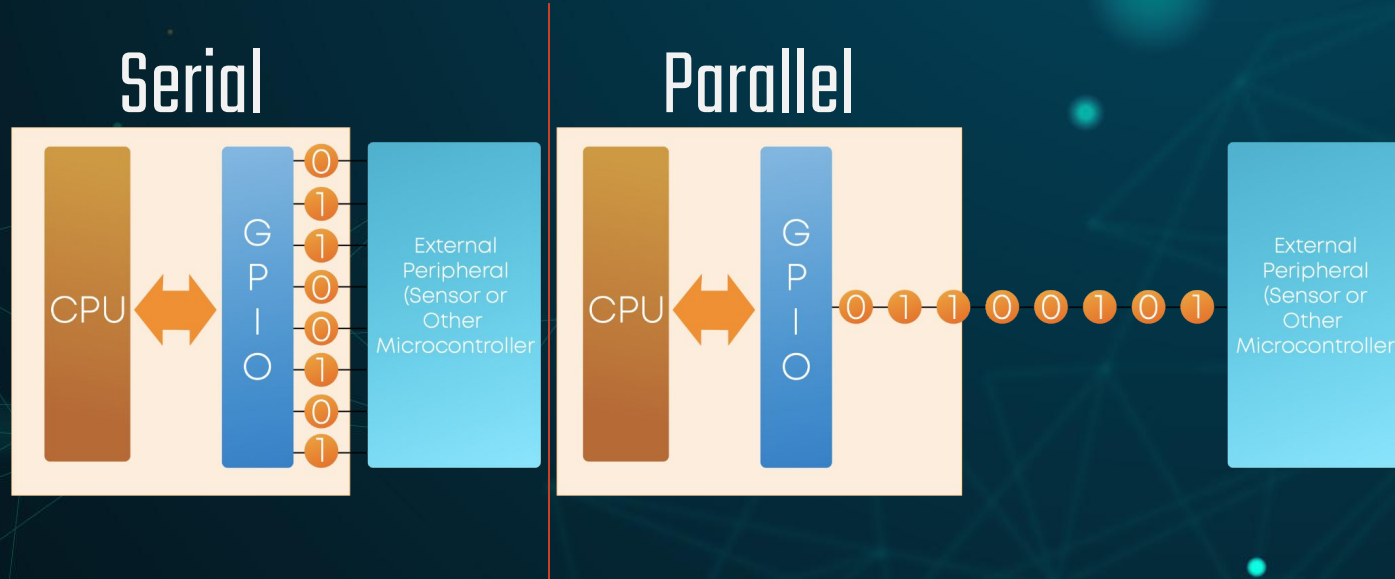 Serial
CPU
G
P
I
O
0
1
1
0
0
1
0
1
External
Peripheral
(Sensor or
Other
Microcontroller
Parallel
CPU
G
P
I
O
0 1 1 0 0 1 0 1
External
Peripheral
(Sensor or
Other
Microcontroller